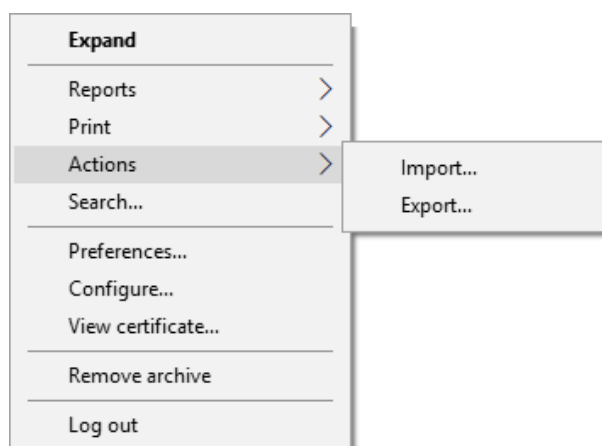 Expand
Reports
Print
Actions
Import...
Export...
Search...
Preferences...
Configure...
View certificate...
Remove archive
Log out